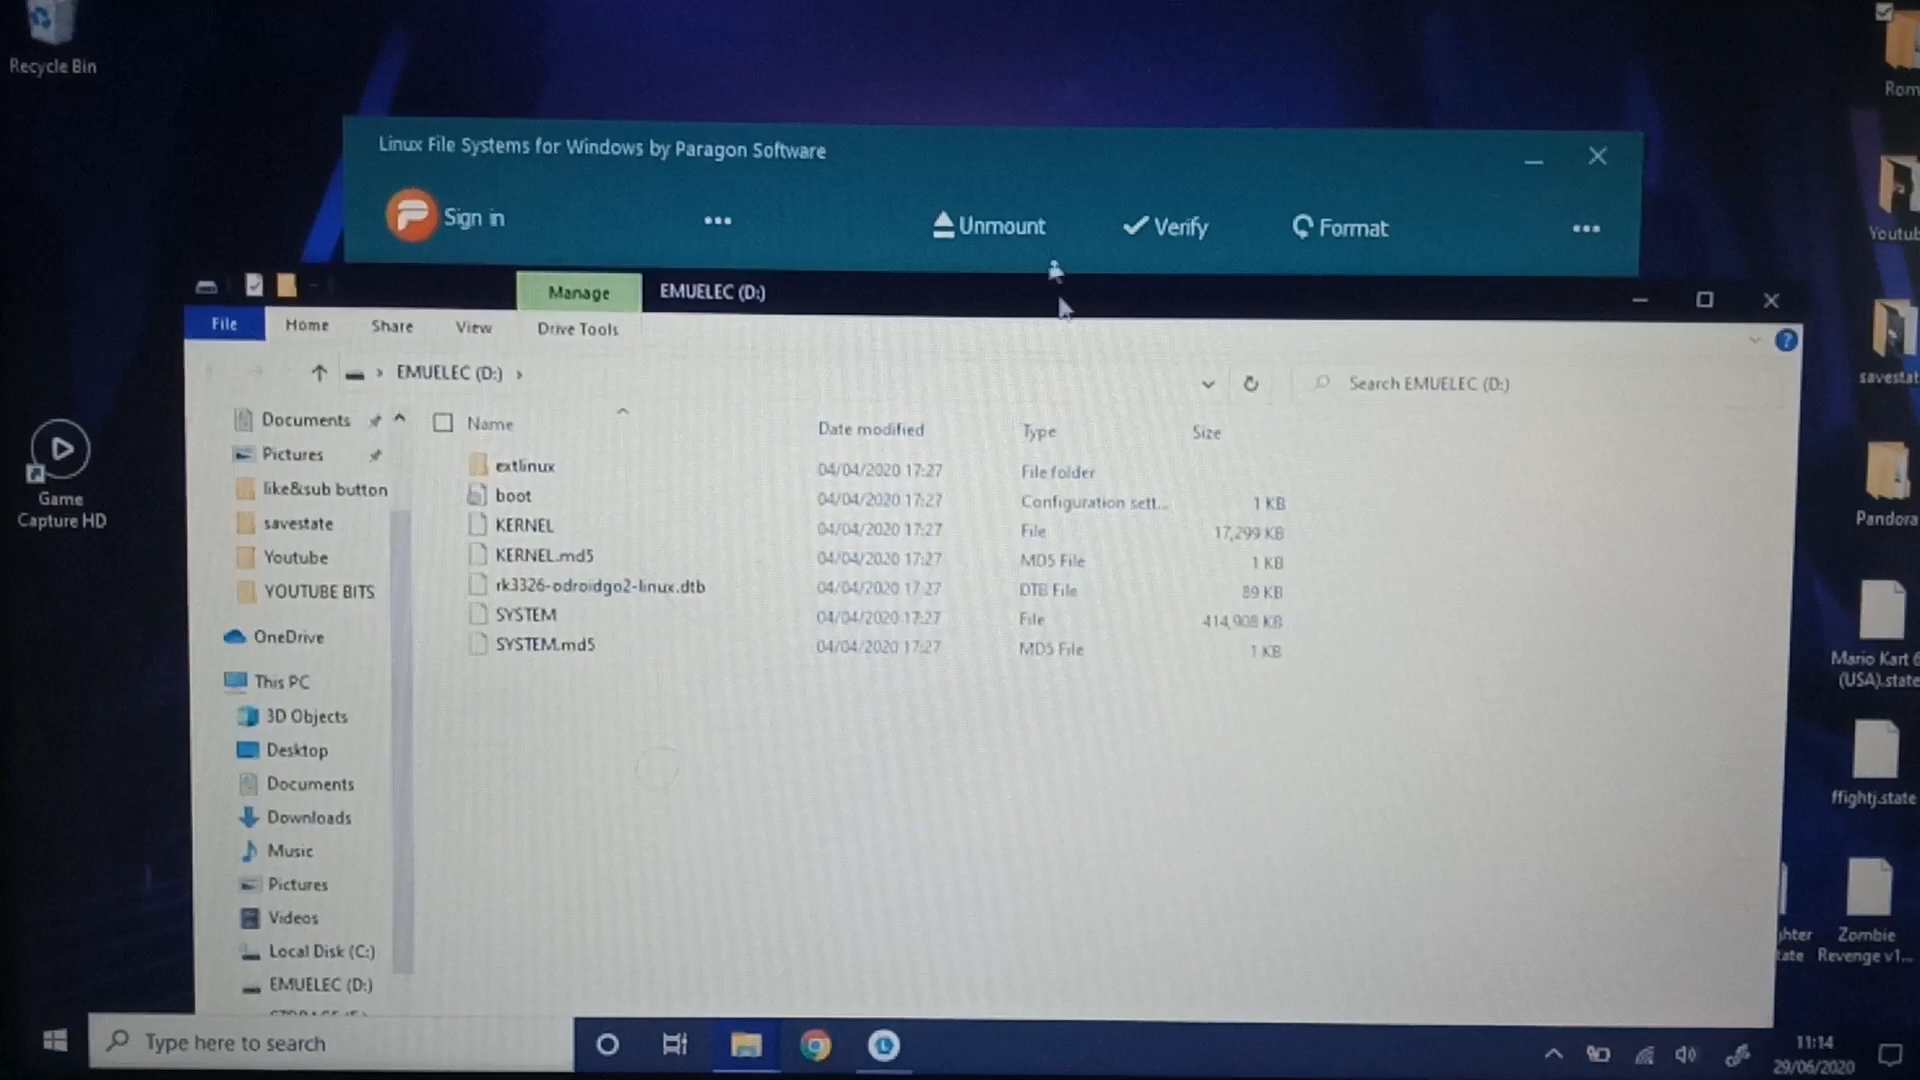 Recycle Bin
Rom
Linux File Systems for Windows by Paragon Software
Sign in
Unmount
Verify
Format
Youtub
Manage
EMUELEC (D:)
File
Home
Share
View
Drive Tools
EMUELEC (D:)
Search EMUELEC (D:)
savestat
Documents
Pictures
like&sub button
savestate
Youtube
YOUTUBE BITS
OneDrive
This PC
3D Objects
Desktop
Documents
Downloads
Music
Pictures
Videos
Local Disk (C:)
EMUELEC (D:)
Name Date modified Type Size
extlinux 04/04/2020 17:27 File folder
boot 04/04/2020 17:27 Configuration sett... 1 KB
KERNEL 04/04/2020 17:27 File 17,299 KB
KERNEL.md5 04/04/2020 17:27 MD5 File 1 KB
rk3326-odroidgo2-linux.dtb 04/04/2020 17:27 DTB File 89 KB
SYSTEM 04/04/2020 17:27 File 414,908 KB
SYSTEM.md5 04/04/2020 17:27 MD5 File 1 KB
Game
Capture HD
Pandora
Mario Kart 6
(USA).state
ffightj.state
Zombie
Revenge v1...
Type here to search
11:14
29/06/2020